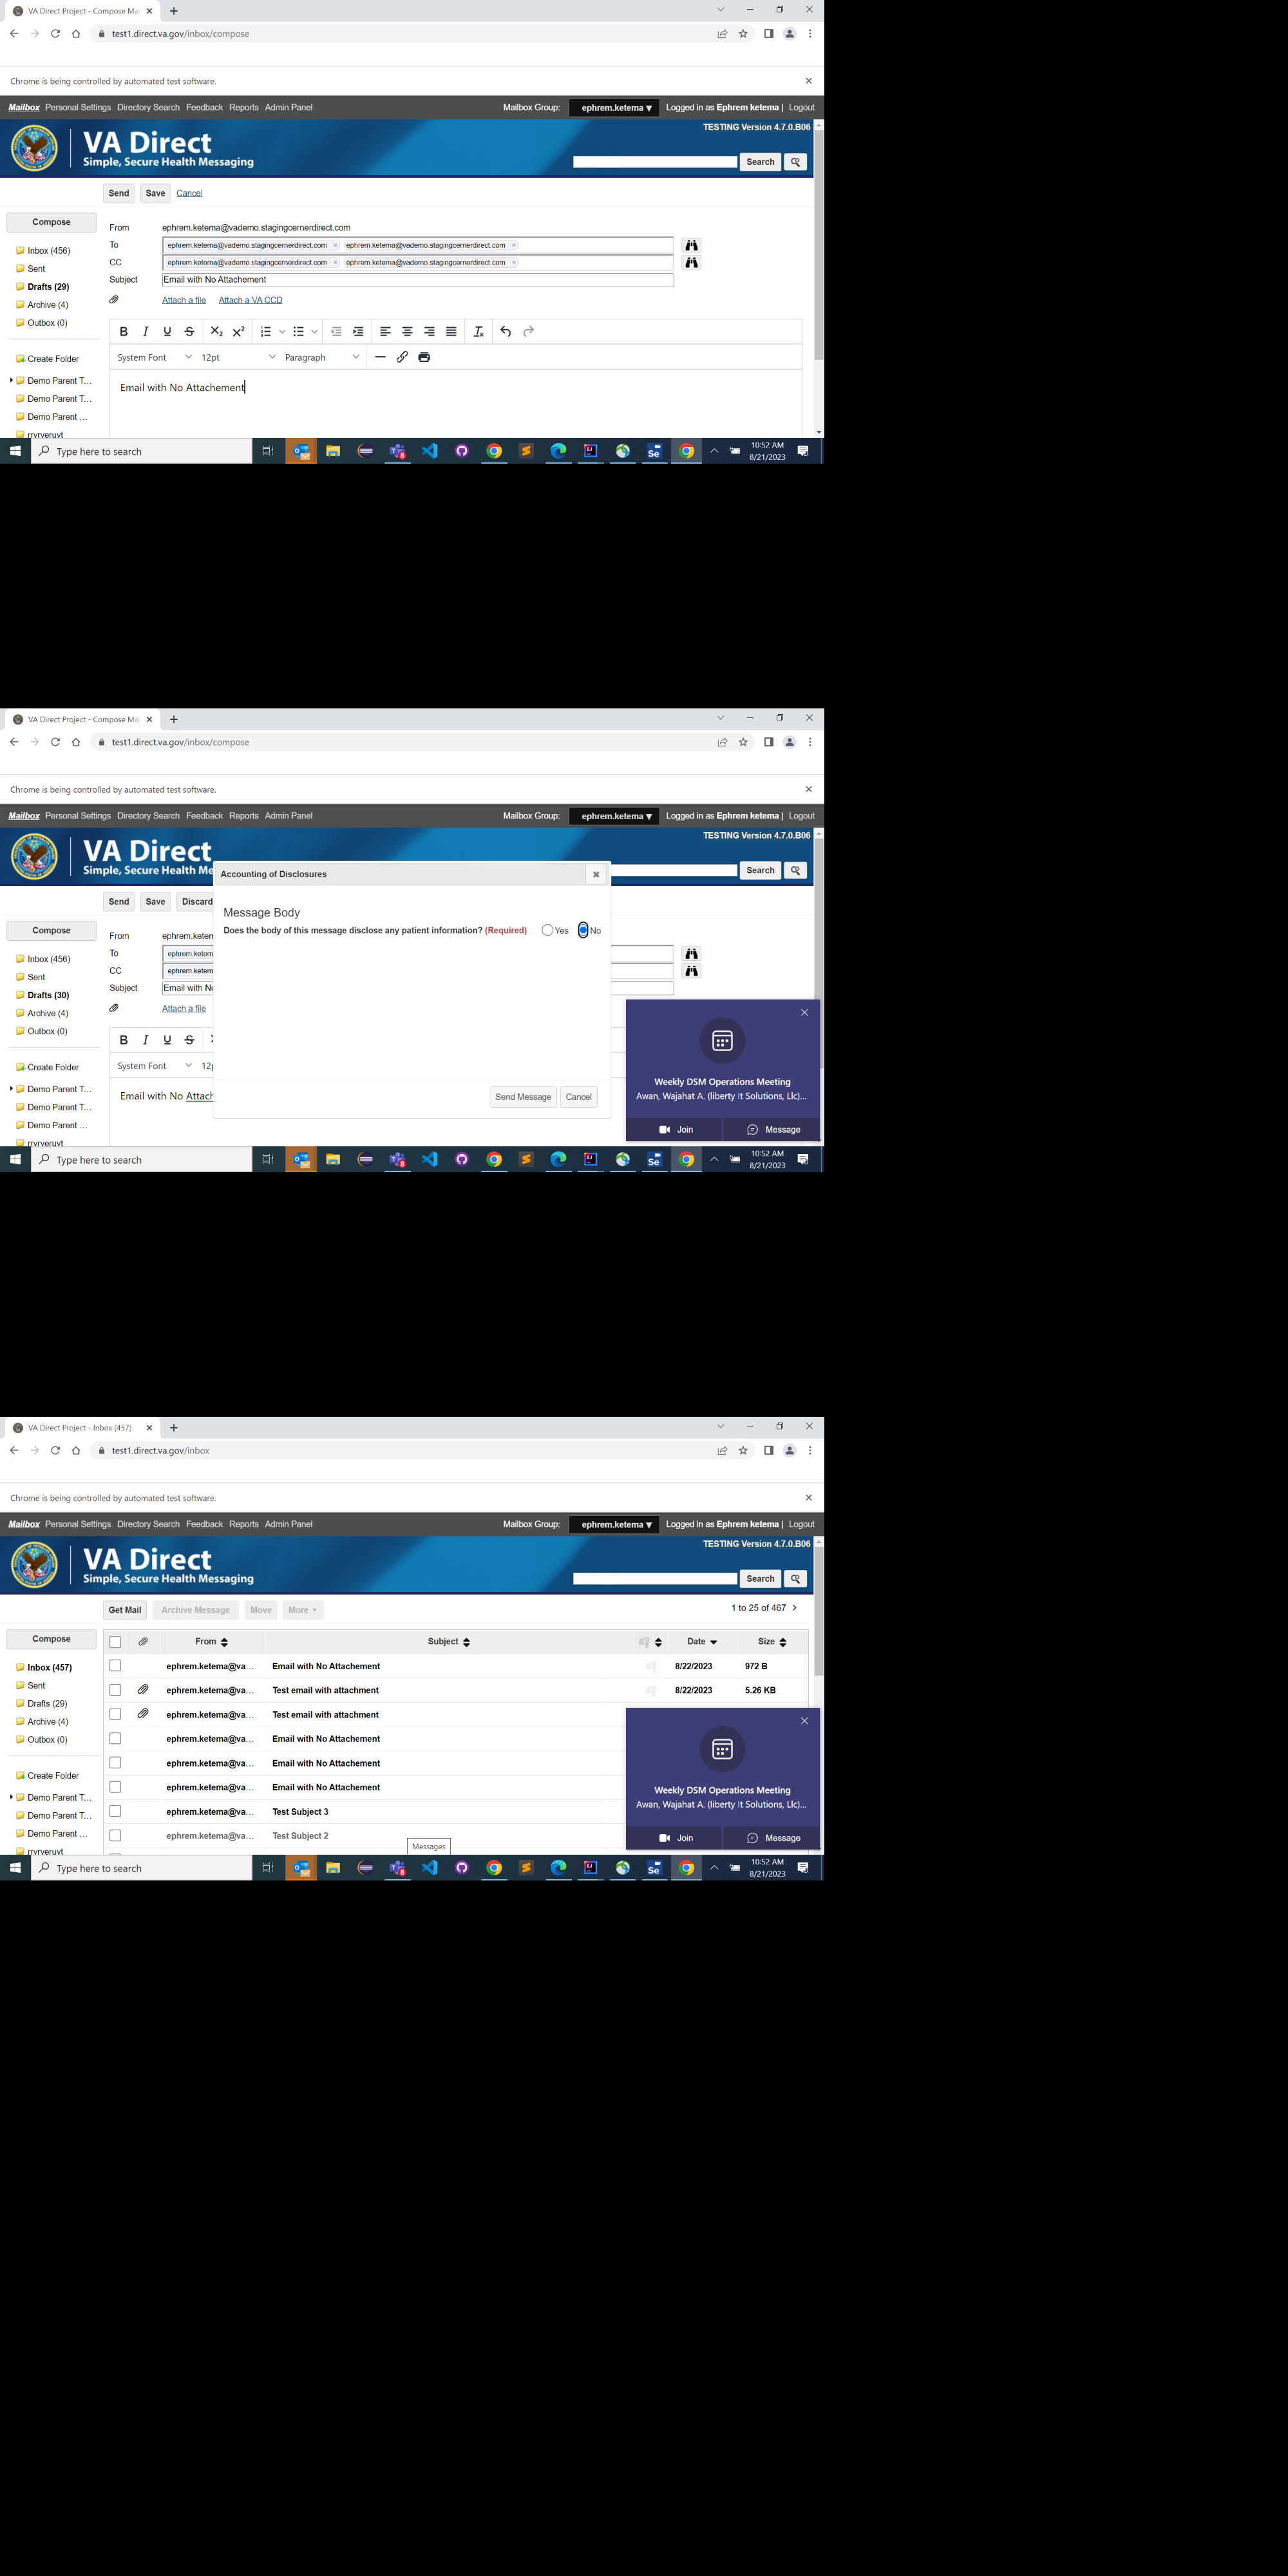 VA Direct Project - Compose Ma
test1.direct.va.gov/inbox/compose
Chrome is being controlled by automated test software.
Mailbox Personal Settings Directory Search Feedback Reports Admin Panel Mailbox Group: ephrem.ketema ▼ Logged in as Ephrem ketema | Logout
TESTING Version 4.7.0.B06
VA Direct
Simple, Secure Health Messaging
Search
Send Save Cancel
Compose
From ephrem.ketema@vademo.stagingcernerdirect.com
Inbox (456)
To ephrem.ketema@vademo.stagingcernerdirect.com × ephrem.ketema@vademo.stagingcernerdirect.com ×
Sent
CC ephrem.ketema@vademo.stagingcernerdirect.com × ephrem.ketema@vademo.stagingcernerdirect.com ×
Drafts (29)
Subject Email with No Attachement
Archive (4)
Attach a file Attach a VA CCD
Outbox (0)
B I U S X₂ X²
System Font 12pt Paragraph
Create Folder
Demo Parent T...
Email with No Attachement
Demo Parent T...
Demo Parent ...
rryryeruyt
Type here to search
10:52 AM
8/21/2023
VA Direct Project - Compose Ma
test1.direct.va.gov/inbox/compose
Chrome is being controlled by automated test software.
Mailbox Personal Settings Directory Search Feedback Reports Admin Panel Mailbox Group: ephrem.ketema ▼ Logged in as Ephrem ketema | Logout
TESTING Version 4.7.0.B06
VA Direct
Simple, Secure Health Me
Search
Accounting of Disclosures
Send Save Discard
Message Body
Does the body of this message disclose any patient information? (Required) Yes No
Compose
From ephrem.ketem
Inbox (456)
To ephrem.ketem
Sent
CC ephrem.ketem
Drafts (30)
Subject Email with No
Archive (4)
Attach a file
Outbox (0)
B I U S
System Font 12p
Create Folder
Demo Parent T...
Email with No Attach
Demo Parent T...
Demo Parent ...
rryryeruyt
Send Message Cancel
Weekly DSM Operations Meeting
Awan, Wajahat A. (liberty It Solutions, Llc)...
Join Message
Type here to search
10:52 AM
8/21/2023
VA Direct Project - Inbox (457)
test1.direct.va.gov/inbox
Chrome is being controlled by automated test software.
Mailbox Personal Settings Directory Search Feedback Reports Admin Panel Mailbox Group: ephrem.ketema ▼ Logged in as Ephrem ketema | Logout
TESTING Version 4.7.0.B06
VA Direct
Simple, Secure Health Messaging
Search
Get Mail Archive Message Move More 1 to 25 of 467 >
Compose
Inbox (457)
Sent
Drafts (29)
Archive (4)
Outbox (0)
Create Folder
Demo Parent T...
Demo Parent T...
Demo Parent ...
rryryeruyt
From Subject Date Size
ephrem.ketema@va... Email with No Attachement 8/22/2023 972 B
ephrem.ketema@va... Test email with attachment 8/22/2023 5.26 KB
ephrem.ketema@va... Test email with attachment
ephrem.ketema@va... Email with No Attachement
ephrem.ketema@va... Email with No Attachement
ephrem.ketema@va... Email with No Attachement
ephrem.ketema@va... Test Subject 3
ephrem.ketema@va... Test Subject 2
Messages
Weekly DSM Operations Meeting
Awan, Wajahat A. (liberty It Solutions, Llc)...
Join Message
Type here to search
10:52 AM
8/21/2023